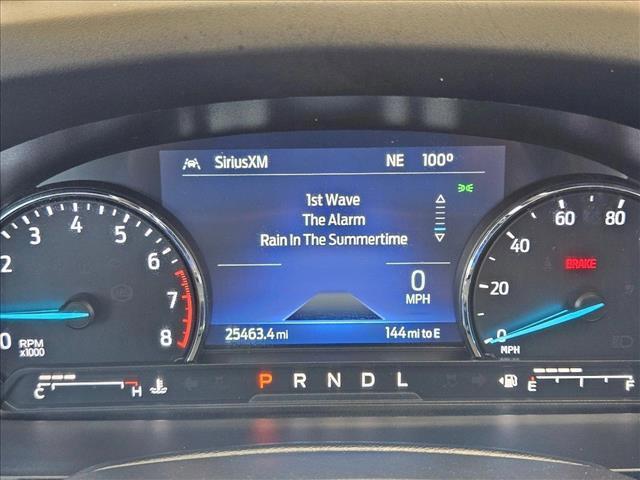 SiriusXM NE 100°
1st Wave
The Alarm
Rain In The Summertime
0
MPH
25463.4 mi 144 mi to E
2 3 4 5 6 7 8
0
RPM
x1000
0 20 40 60 80
MPH
BRAKE
C H
P R N D L
E F